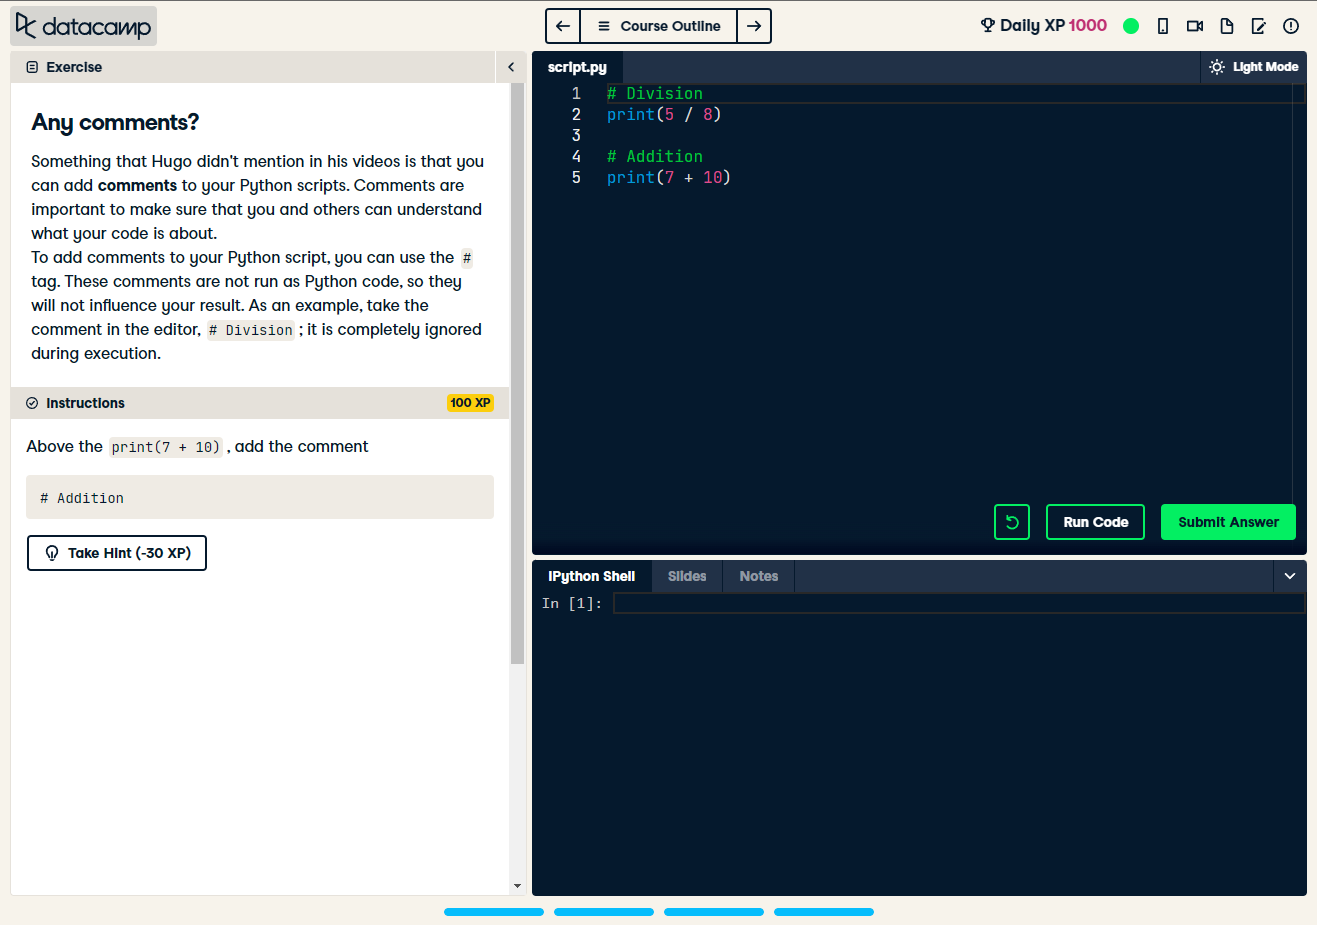 datacamp
Course Outline
Daily XP 1000
Exercise
Any comments?
Something that Hugo didn't mention in his videos is that you
can add comments to your Python scripts. Comments are
important to make sure that you and others can understand
what your code is about.
To add comments to your Python script, you can use the #
tag. These comments are not run as Python code, so they
will not influence your result. As an example, take the
comment in the editor, # Division ; it is completely ignored
during execution.
Instructions
100 XP
Above the print(7 + 10) , add the comment
# Addition
Take Hint (-30 XP)
script.py
Light Mode
1 # Division
2 print(5 / 8)
3
4 # Addition
5 print(7 + 10)
Run Code
Submit Answer
IPython Shell
Slides
Notes
In [1]: